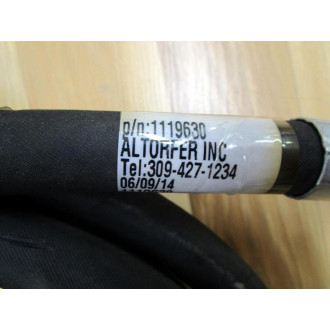 p/n:1119630
ALTORFER INC
Tel:309-427-1234
06/09/14